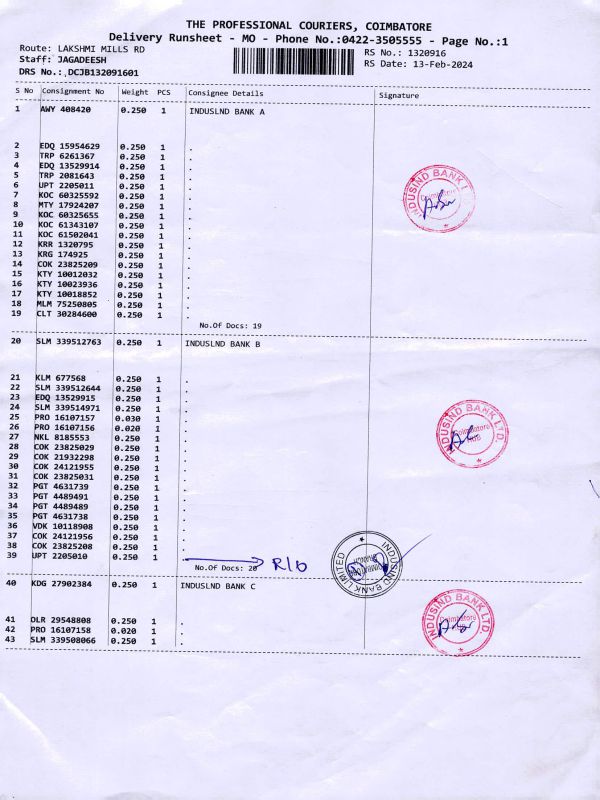 THE PROFESSIONAL COURIERS, COIMBATORE
Delivery Runsheet - MO - Phone No.:0422-3505555 - Page No.:1
Route: LAKSHMI MILLS RD
RS No.: 1320916
Staff: JAGADEESH
RS Date: 13-Feb-2024
DRS No.: DCJB132091601
S No Consignment No Weight PCS Consignee Details Signature
1 AWY 408420 0.250 1 INDUSLND BANK A
2 EDQ 15954629 0.250 1 .
3 TRP 6261367 0.250 1 .
4 EDQ 13529914 0.250 1 .
5 TRP 2081643 0.250 1 .
6 UPT 2205011 0.250 1 .
7 KOC 60325592 0.250 1 .
8 MTY 17924207 0.250 1 .
9 KOC 60325655 0.250 1 .
10 KOC 61343107 0.250 1 .
11 KOC 61502041 0.250 1 .
12 KRR 1320795 0.250 1 .
13 KRG 174925 0.250 1 .
14 COK 23825209 0.250 1 .
15 KTY 10012032 0.250 1 .
16 KTY 10023936 0.250 1 .
17 KTY 10018852 0.250 1 .
18 MLM 75250805 0.250 1 .
19 CLT 30284600 0.250 1 .
No.Of Docs: 19
INDUSIND BANK LTD.
Coimbatore
20 SLM 339512763 0.250 1 INDUSLND BANK B
21 KLM 677568 0.250 1 .
22 SLM 339512644 0.250 1 .
23 EDQ 13529915 0.250 1 .
24 SLM 339514971 0.250 1 .
25 PRO 16107157 0.030 1 .
26 PRO 16107156 0.020 1 .
27 NKL 8185553 0.250 1 .
28 COK 23825029 0.250 1 .
29 COK 21932298 0.250 1 .
30 COK 24121955 0.250 1 .
31 COK 23825031 0.250 1 .
32 PGT 4631739 0.250 1 .
33 PGT 4489491 0.250 1 .
34 PGT 4489489 0.250 1 .
35 PGT 4631738 0.250 1 .
36 VDK 10118908 0.250 1 .
37 COK 24121956 0.250 1 .
38 COK 23825208 0.250 1 .
39 UPT 2205010 0.250 1 .
No.Of Docs: 20
INDUSIND BANK LTD.
Coimbatore
HUB
INDUSIND BANK LIMITED
40 KDG 27902384 0.250 1 INDUSLND BANK C
41 DLR 29548808 0.250 1 .
42 PRO 16107158 0.020 1 .
43 SLM 339508066 0.250 1 .
INDUSIND BANK LTD.
Coimbatore